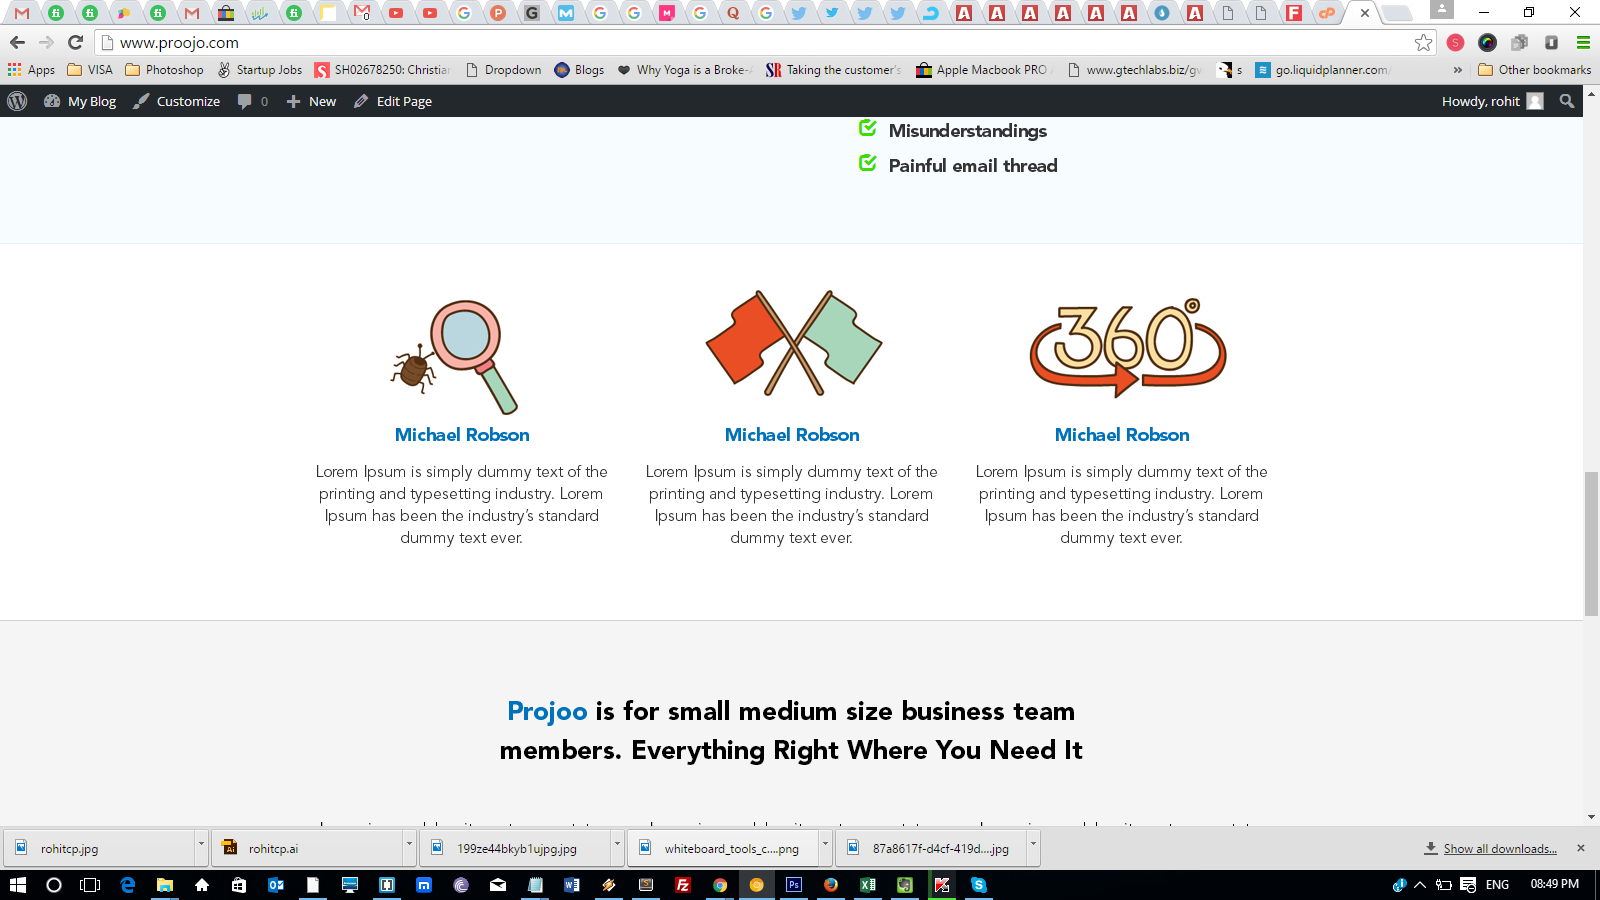 www.proojo.com
Apps VISA Photoshop Startup Jobs SH02678250: Christia Dropdown Blogs Why Yoga is a Broke- Taking the customer's Apple Macbook PRO www.gtechlabs.biz/gv s go.liquidplanner.com/ » Other bookmarks
My Blog Customize 0 New Edit Page Howdy, rohit
Misunderstandings
Painful email thread
360°
Michael Robson Michael Robson Michael Robson
Lorem Ipsum is simply dummy text of the Lorem Ipsum is simply dummy text of the Lorem Ipsum is simply dummy text of the
printing and typesetting industry. Lorem printing and typesetting industry. Lorem printing and typesetting industry. Lorem
Ipsum has been the industry's standard Ipsum has been the industry's standard Ipsum has been the industry's standard
dummy text ever. dummy text ever. dummy text ever.
Projoo is for small medium size business team
members. Everything Right Where You Need It
rohitcp.jpg rohitcp.ai 199ze44bkyb1ujpg.jpg whiteboard_tools_c....png 87a8617f-d4cf-419d....jpg Show all downloads...
ENG 08:49 PM